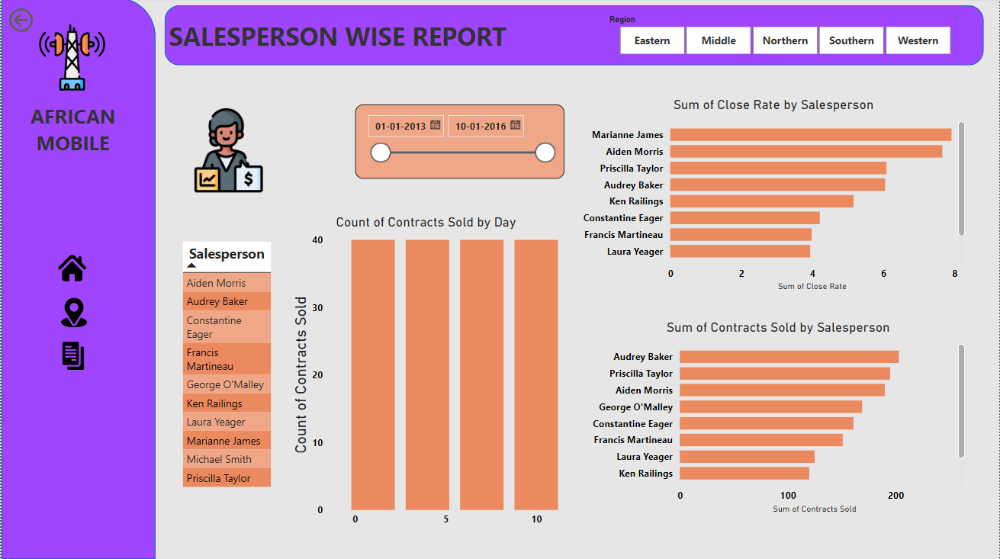 AFRICAN
MOBILE
SALESPERSON WISE REPORT
Region
Eastern
Middle
Northern
Southern
Western
$
01-01-2013
10-01-2016
Salesperson
Aiden Morris
Audrey Baker
Constantine
Eager
Francis
Martineau
George O'Malley
Ken Railings
Laura Yeager
Marianne James
Michael Smith
Priscilla Taylor
Count of Contracts Sold by Day
Count of Contracts Sold
40
30
20
10
0
0 5 10
Sum of Close Rate by Salesperson
Marianne James
Aiden Morris
Priscilla Taylor
Audrey Baker
Ken Railings
Constantine Eager
Francis Martineau
Laura Yeager
0 2 4 6 8
Sum of Close Rate
Sum of Contracts Sold by Salesperson
Audrey Baker
Priscilla Taylor
Aiden Morris
George O'Malley
Constantine Eager
Francis Martineau
Laura Yeager
Ken Railings
0 100 200
Sum of Contracts Sold